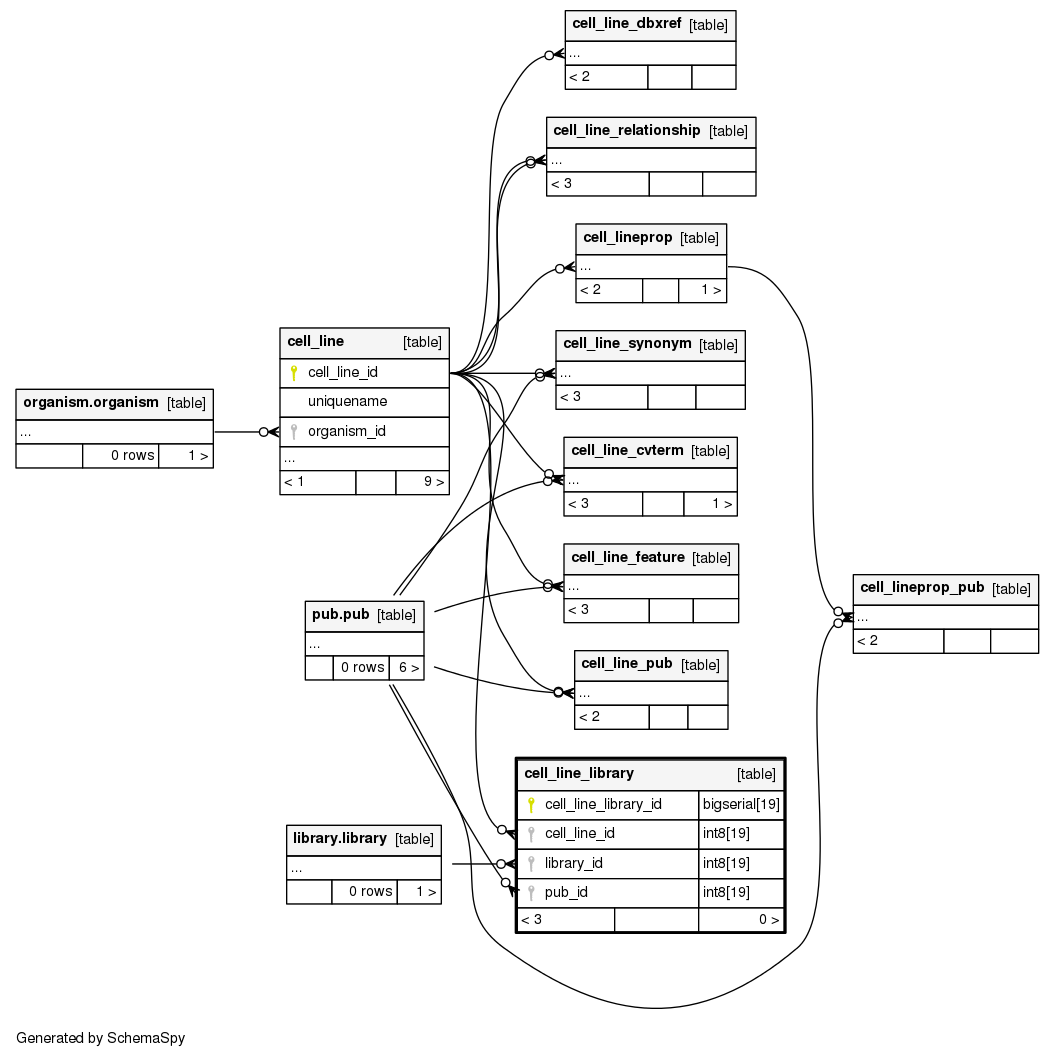 cell_line_dbxref [table]
...
< 2
cell_line_relationship [table]
...
< 3
cell_lineprop [table]
...
< 2 1 >
cell_line [table]
cell_line_id
uniquename
organism_id
...
< 1 9 >
cell_line_synonym [table]
...
< 3
organism.organism [table]
...
0 rows 1 >
cell_line_cvterm [table]
...
< 3 1 >
cell_line_feature [table]
...
< 3
cell_lineprop_pub [table]
...
< 2
pub.pub [table]
...
0 rows 6 >
cell_line_pub [table]
...
< 2
cell_line_library [table]
cell_line_library_id bigserial[19]
cell_line_id int8[19]
library_id int8[19]
pub_id int8[19]
< 3 0 >
library.library [table]
...
0 rows 1 >
Generated by SchemaSpy